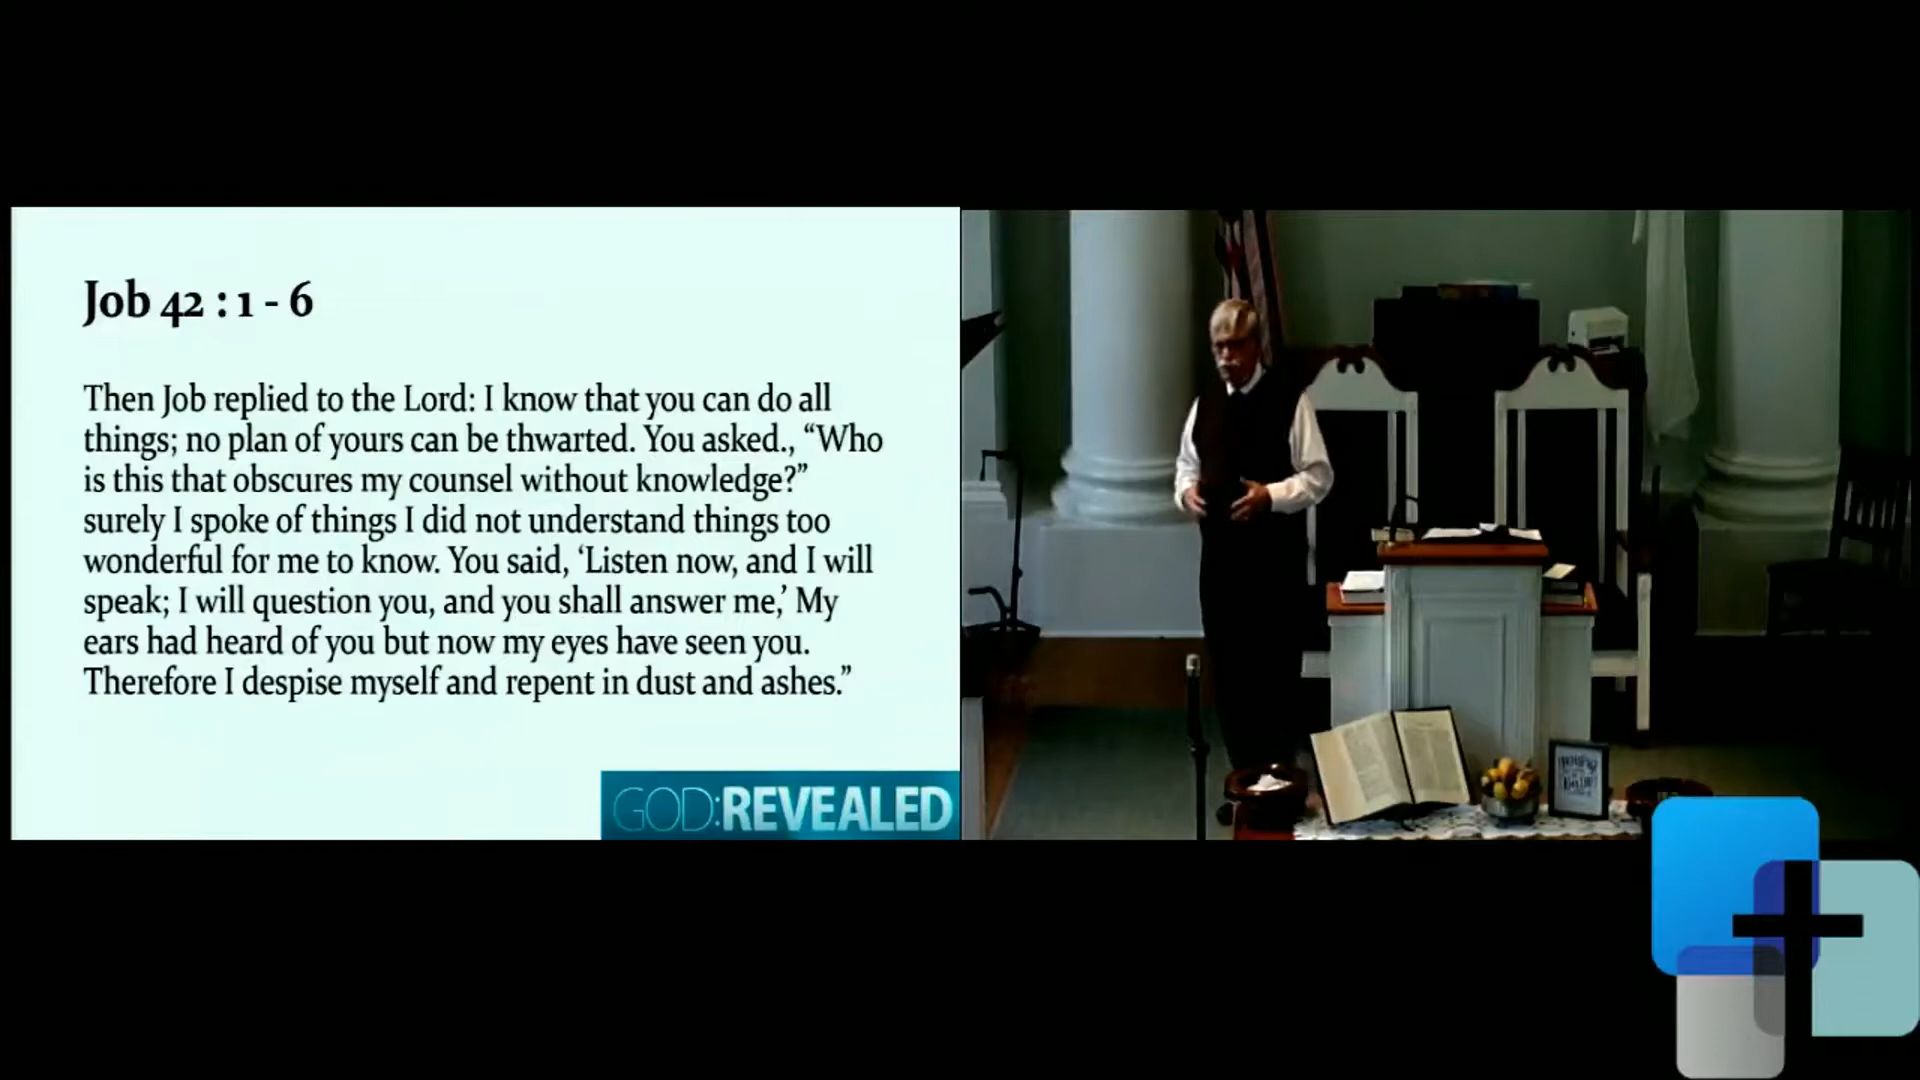 Job 42 : 1 - 6
Then Job replied to the Lord: I know that you can do all
things; no plan of yours can be thwarted. You asked., “Who
is this that obscures my counsel without knowledge?”
surely I spoke of things I did not understand things too
wonderful for me to know. You said, ‘Listen now, and I will
speak; I will question you, and you shall answer me,’ My
ears had heard of you but now my eyes have seen you.
Therefore I despise myself and repent in dust and ashes.”
GOD:REVEALED